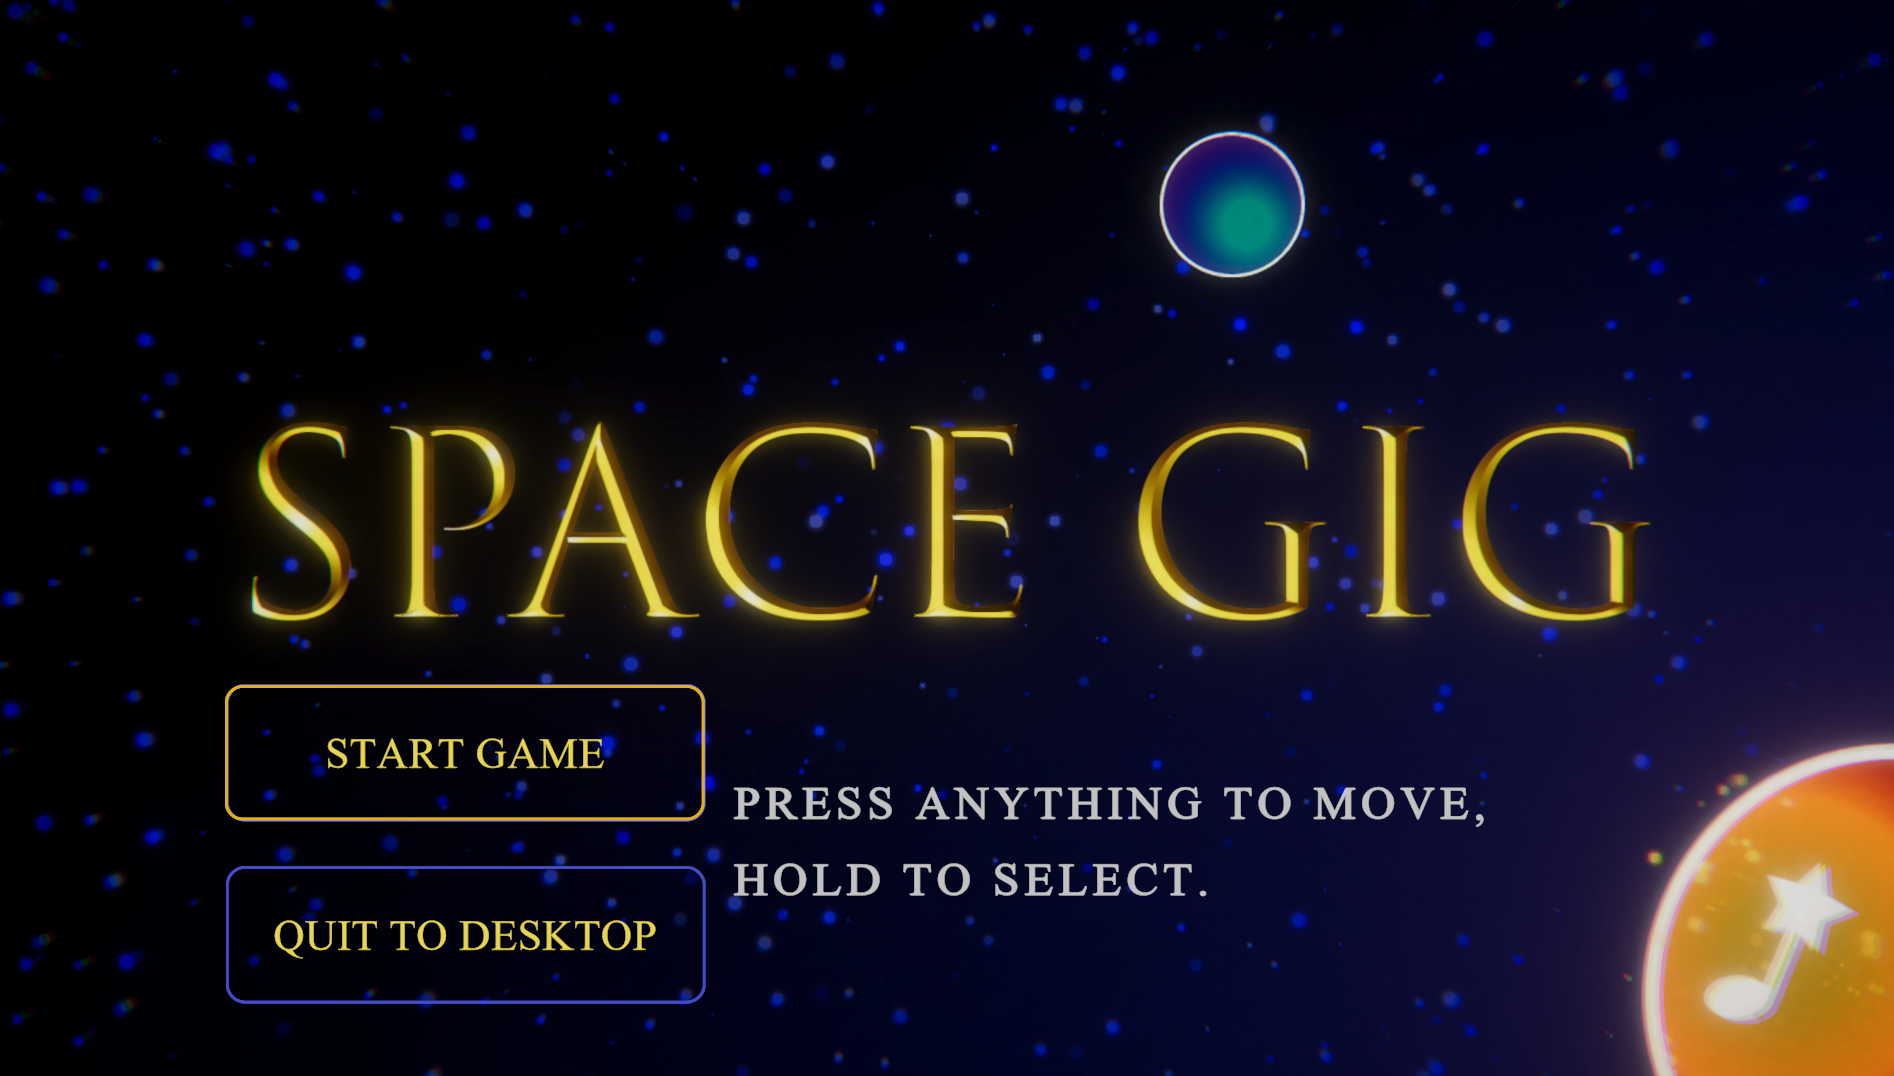 SPACE GIG
START GAME
PRESS ANYTHING TO MOVE,
HOLD TO SELECT.
QUIT TO DESKTOP